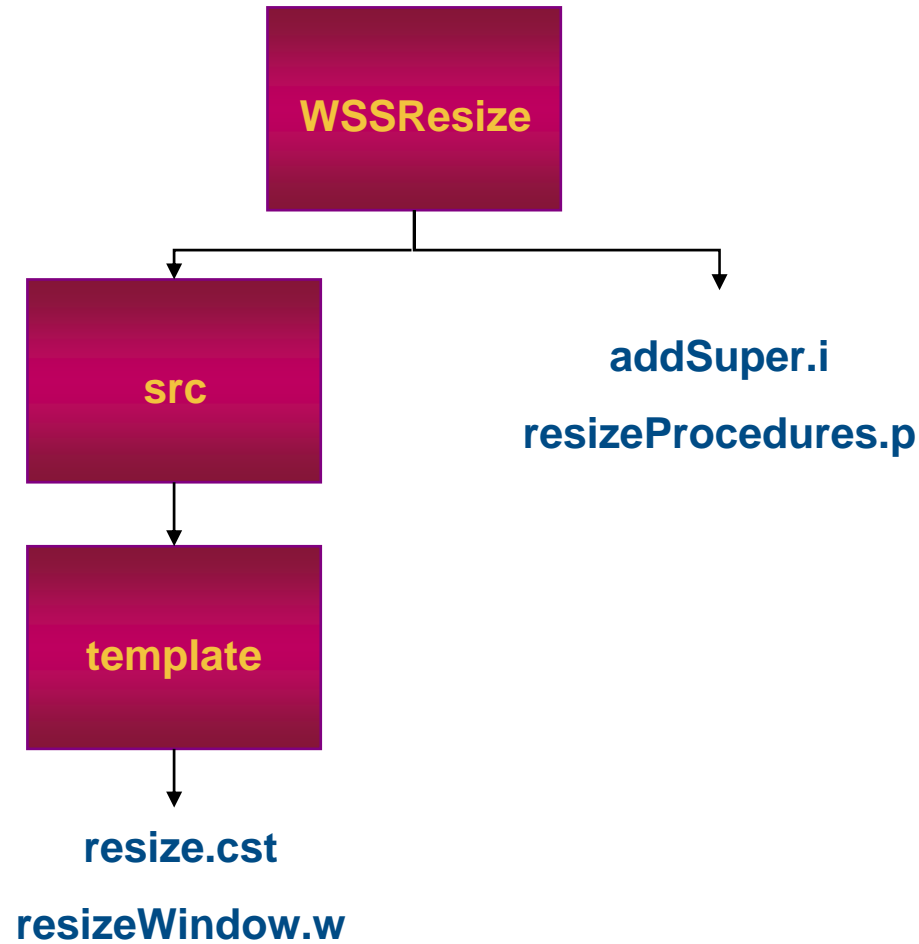 WSSResize
src
addSuper.i
resizeProcedures.p
template
resize.cst
resizeWindow.w